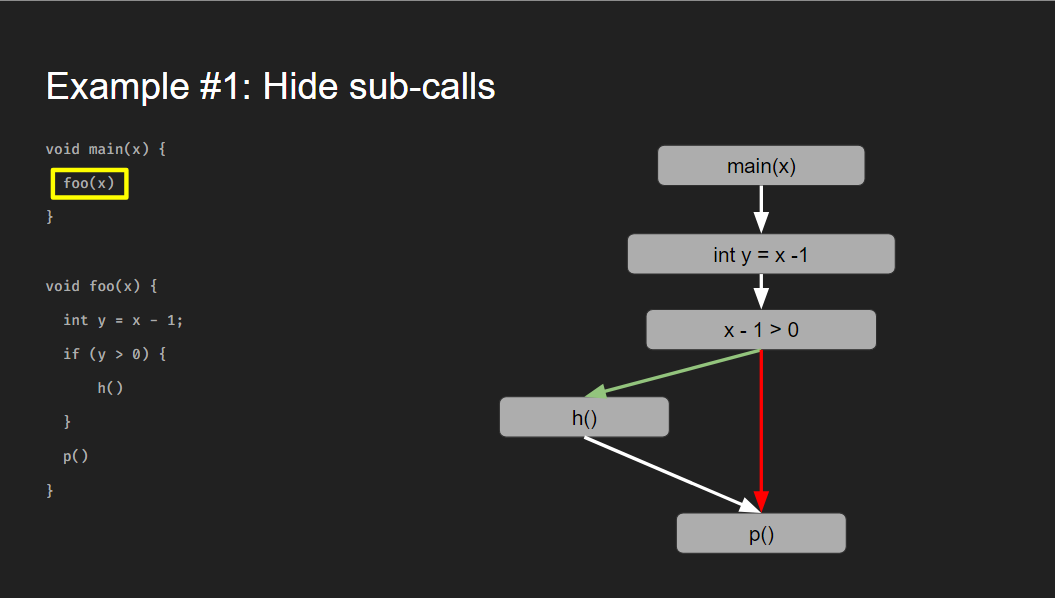 Example #1: Hide sub-calls
void main(x) {
foo(x)
}
void foo(x) {
int y = x - 1;
if (y > 0) {
h()
}
p()
}
main(x)
int y = x -1
x - 1 > 0
h()
p()